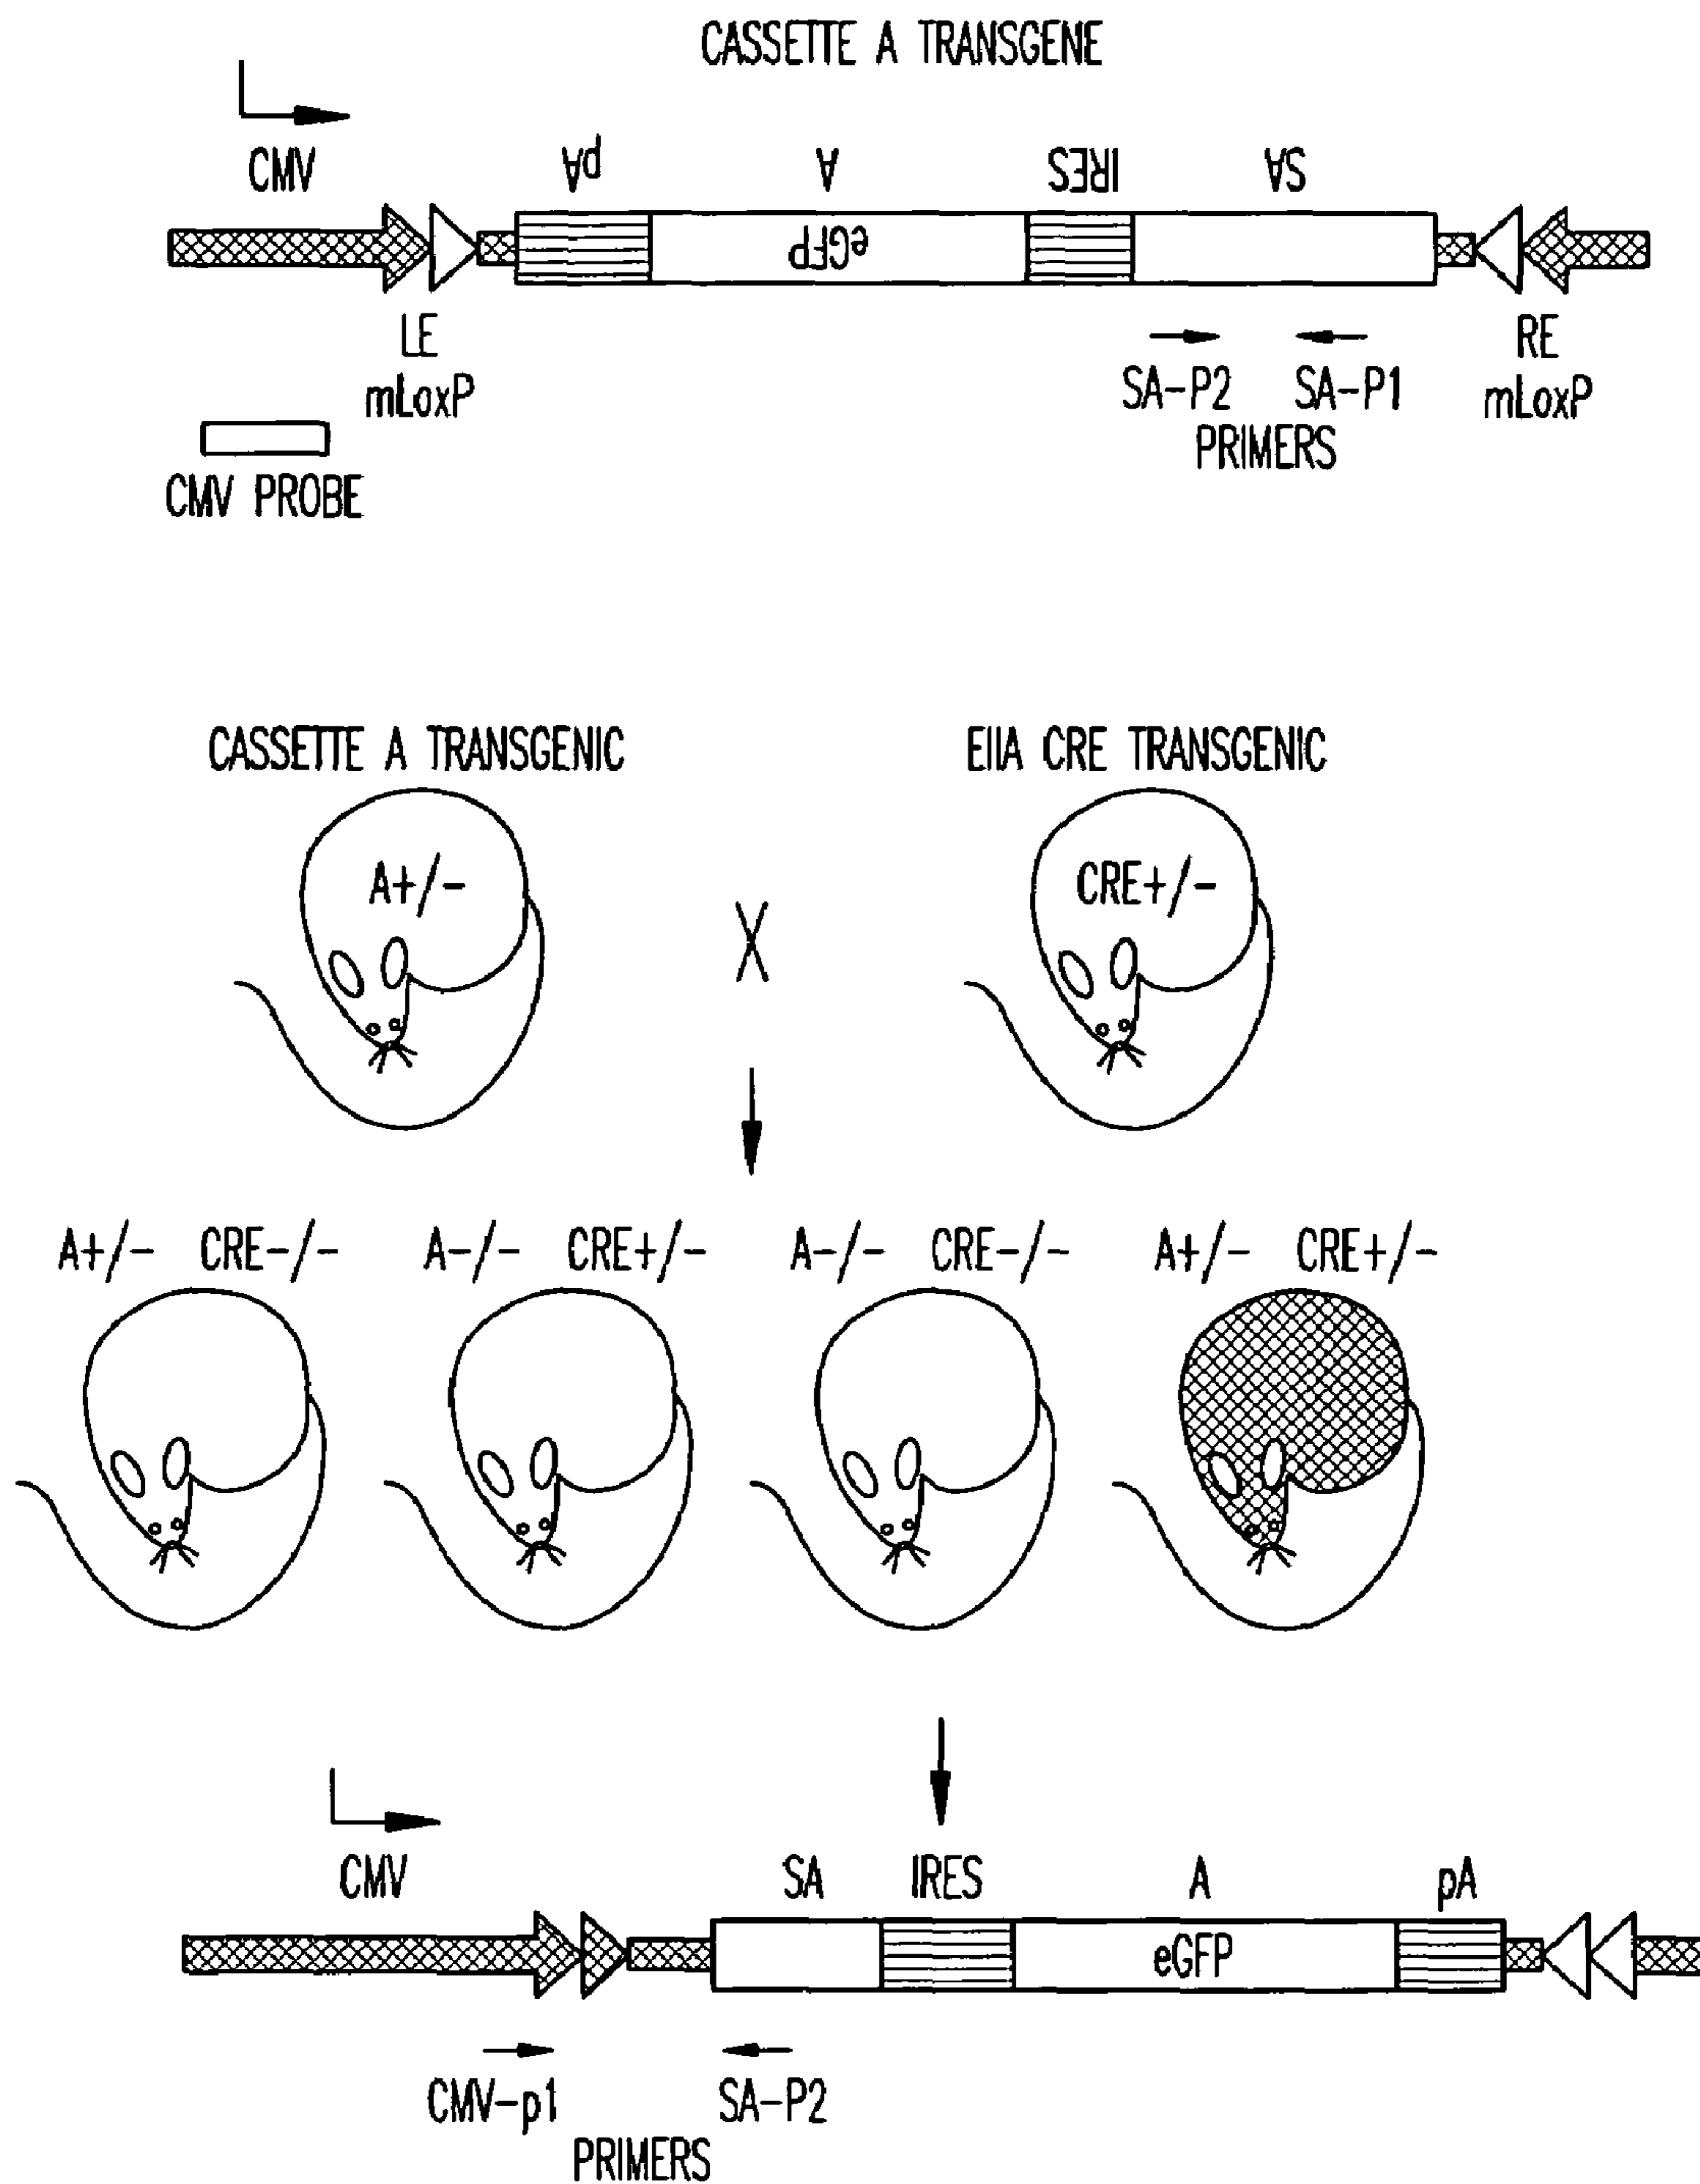 CASSETTE A TRANSGENE
CMV
pA A IRES SA
eGFP
LE
mLoxP
RE
mLoxP
SA-P2 SA-P1
PRIMERS
CMV PROBE
CASSETTE A TRANSGENIC
EIIA CRE TRANSGENIC
A+/-
X
CRE+/-
A+/- CRE-/-
A-/- CRE+/-
A-/- CRE-/-
A+/- CRE+/-
CMV
SA IRES A pA
eGFP
CMV-p1 SA-P2
PRIMERS